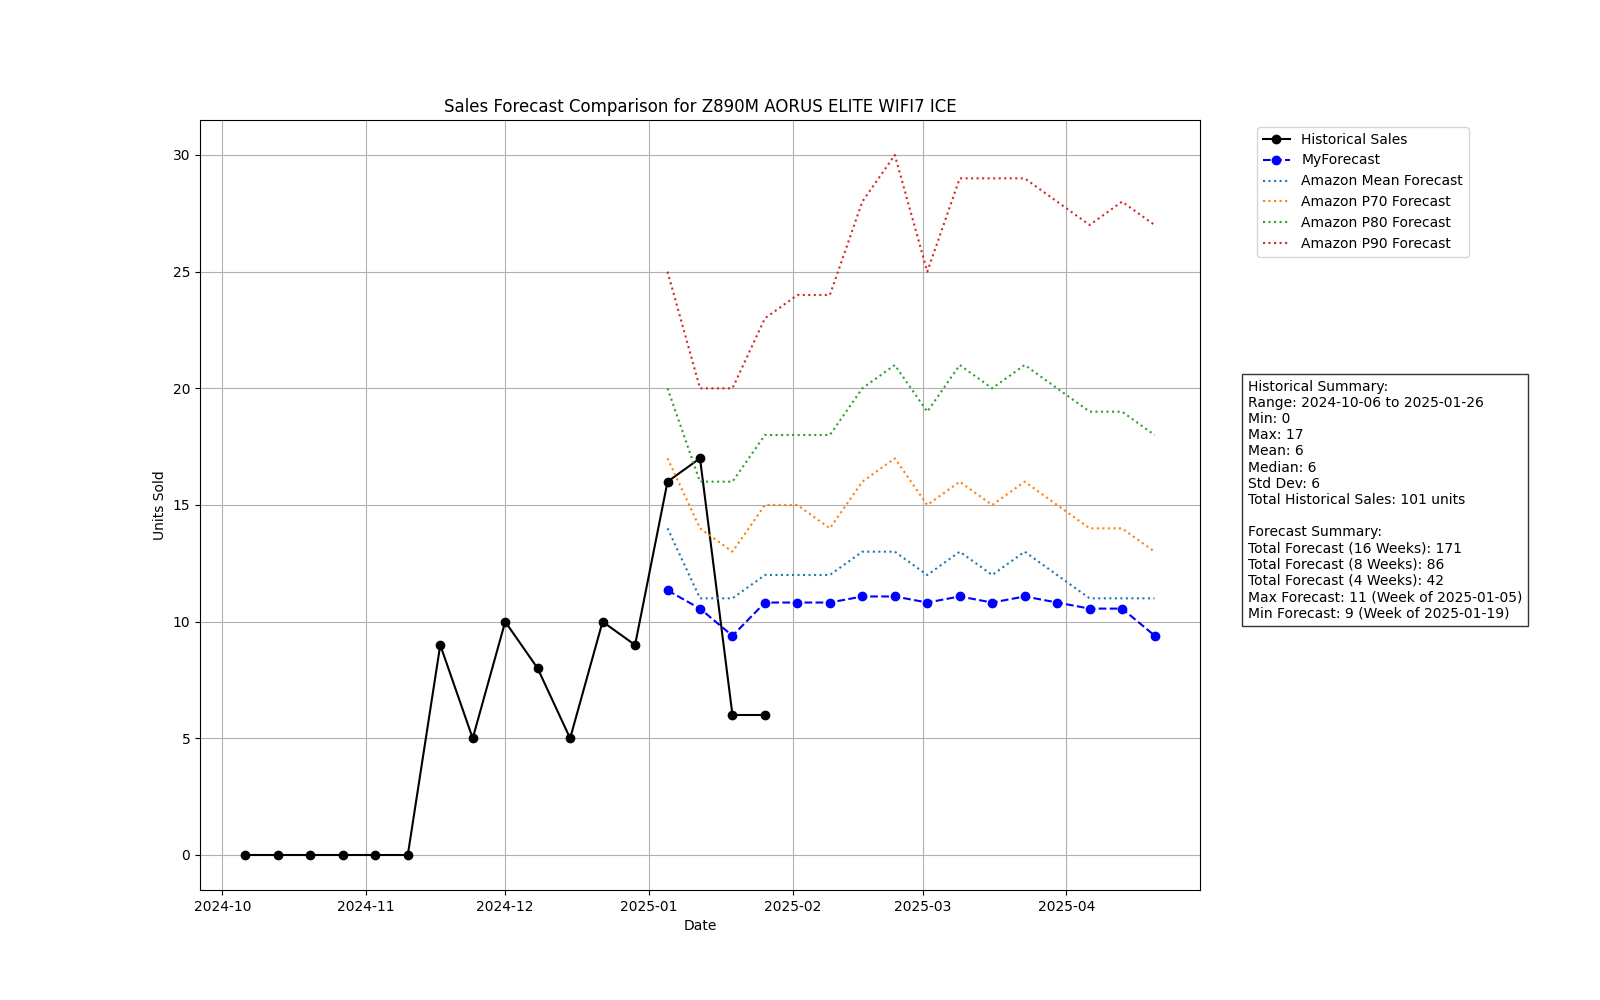 Sales Forecast Comparison for Z890M AORUS ELITE WIFI7 ICE
Historical Sales
MyForecast
Amazon Mean Forecast
Amazon P70 Forecast
Amazon P80 Forecast
Amazon P90 Forecast
Units Sold
30
25
20
15
10
5
0
2024-10
2024-11
2024-12
2025-01
2025-02
2025-03
2025-04
Date
Historical Summary:
Range: 2024-10-06 to 2025-01-26
Min: 0
Max: 17
Mean: 6
Median: 6
Std Dev: 6
Total Historical Sales: 101 units
Forecast Summary:
Total Forecast (16 Weeks): 171
Total Forecast (8 Weeks): 86
Total Forecast (4 Weeks): 42
Max Forecast: 11 (Week of 2025-01-05)
Min Forecast: 9 (Week of 2025-01-19)